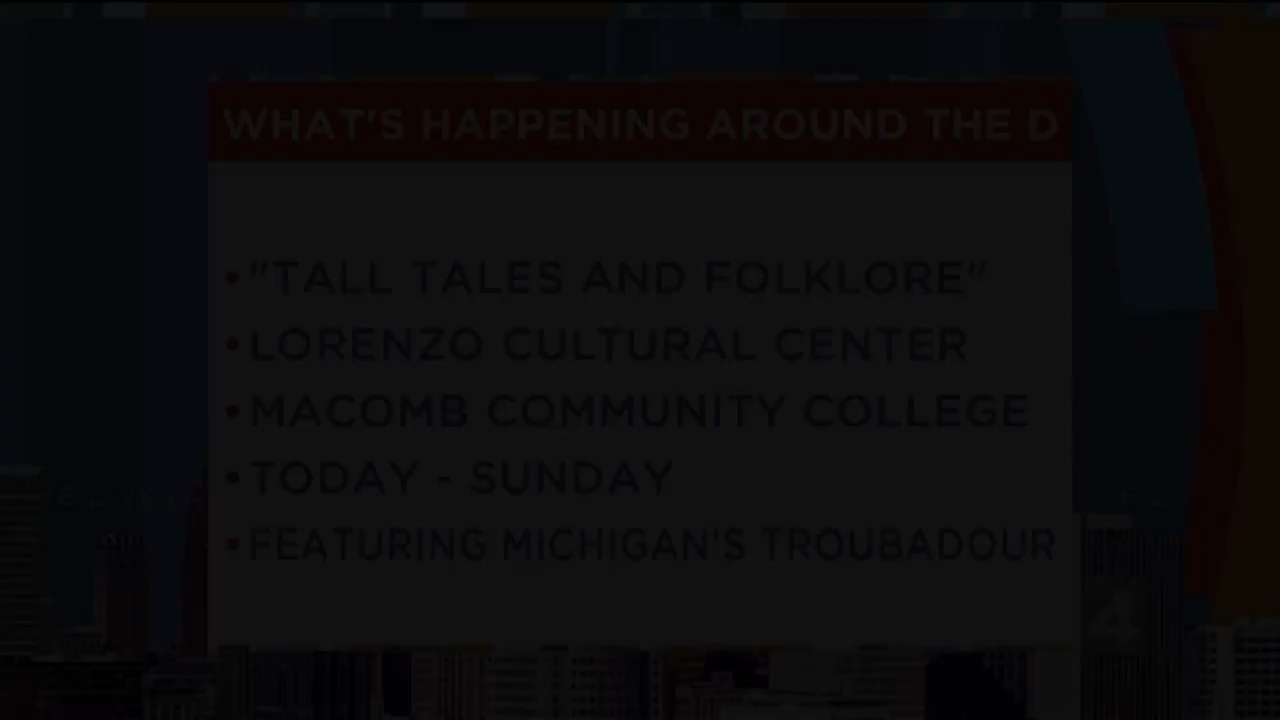 WHAT'S HAPPENING AROUND THE D
• "TALL TALES AND FOLKLORE"
• LORENZO CULTURAL CENTER
• MACOMB COMMUNITY COLLEGE
• TODAY - SUNDAY
• FEATURING MICHIGAN'S TROUBADOUR
4